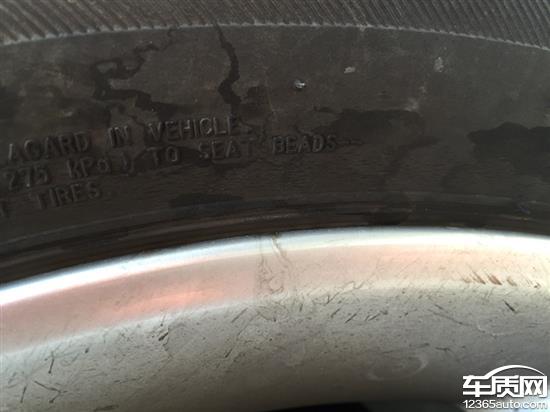 ACARD IN VEHICLE
275 KPa) TO SEAT BEADS
T TIRES
车质网
12365auto.com